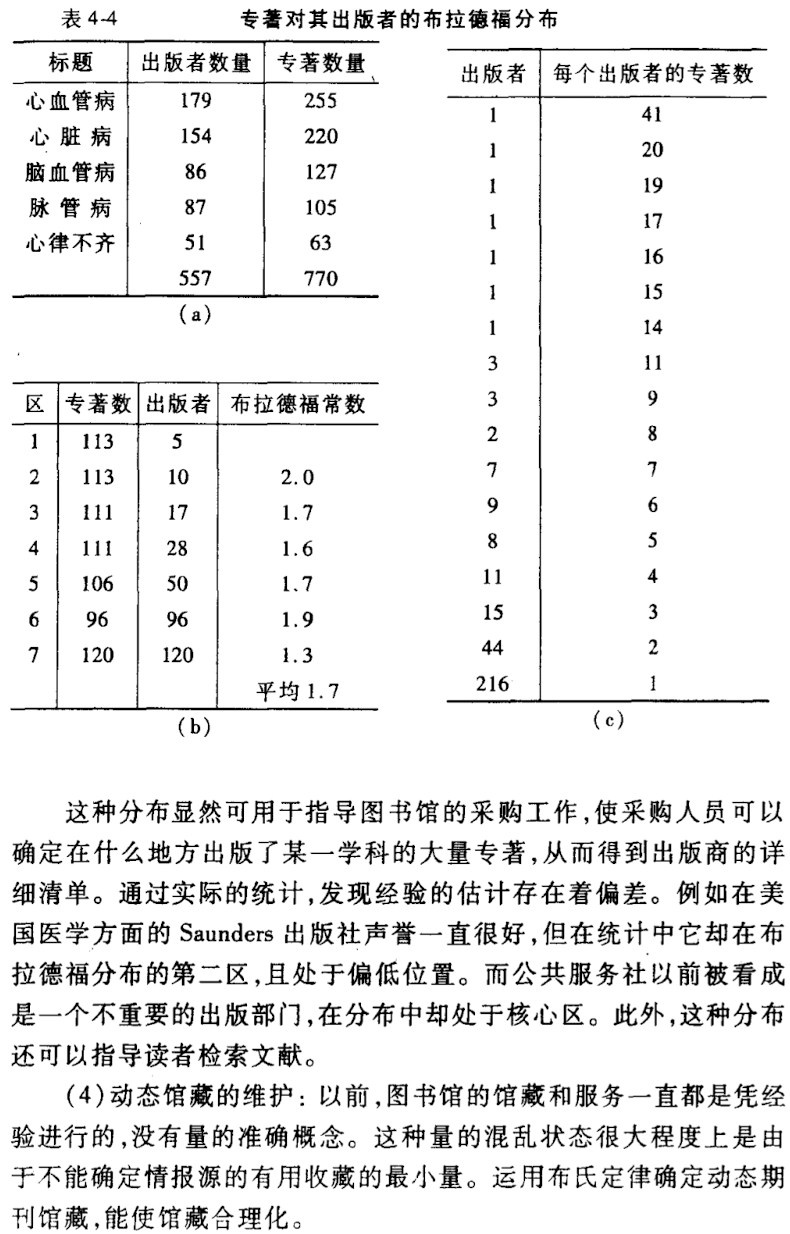 表 4-4 专著对其出版者的布拉德福分布
标题 出版者数量 专著数量
心血管病 179 255
心脏病 154 220
脑血管病 86 127
脉管病 87 105
心律不齐 51 63
557 770
(a)
区 专著数 出版者 布拉德福常数
1 113 5
2 113 10 2.0
3 111 17 1.7
4 111 28 1.6
5 106 50 1.7
6 96 96 1.9
7 120 120 1.3
平均 1.7
(b)
出版者 每个出版者的专著数
1 41
1 20
1 19
1 17
1 16
1 15
1 14
3 11
3 9
2 8
7 7
9 6
8 5
11 4
15 3
44 2
216 1
(c)
这种分布显然可用于指导图书馆的采购工作,使采购人员可以
确定在什么地方出版了某一学科的大量专著,从而得到出版商的详
细清单。通过实际的统计,发现经验的估计存在着偏差。例如在美
国医学方面的 Saunders 出版社声誉一直很好,但在统计中它却在布
拉德福分布的第二区,且处于偏低位置。而公共服务社以前被看成
是一个不重要的出版部门,在分布中却处于核心区。此外,这种分布
还可以指导读者检索文献。
(4)动态馆藏的维护:以前,图书馆的馆藏和服务一直都是凭经
验进行的,没有量的准确概念。这种量的混乱状态很大程度上是由
于不能确定情报源的有用收藏的最小量。运用布氏定律确定动态期
刊馆藏,能使馆藏合理化。